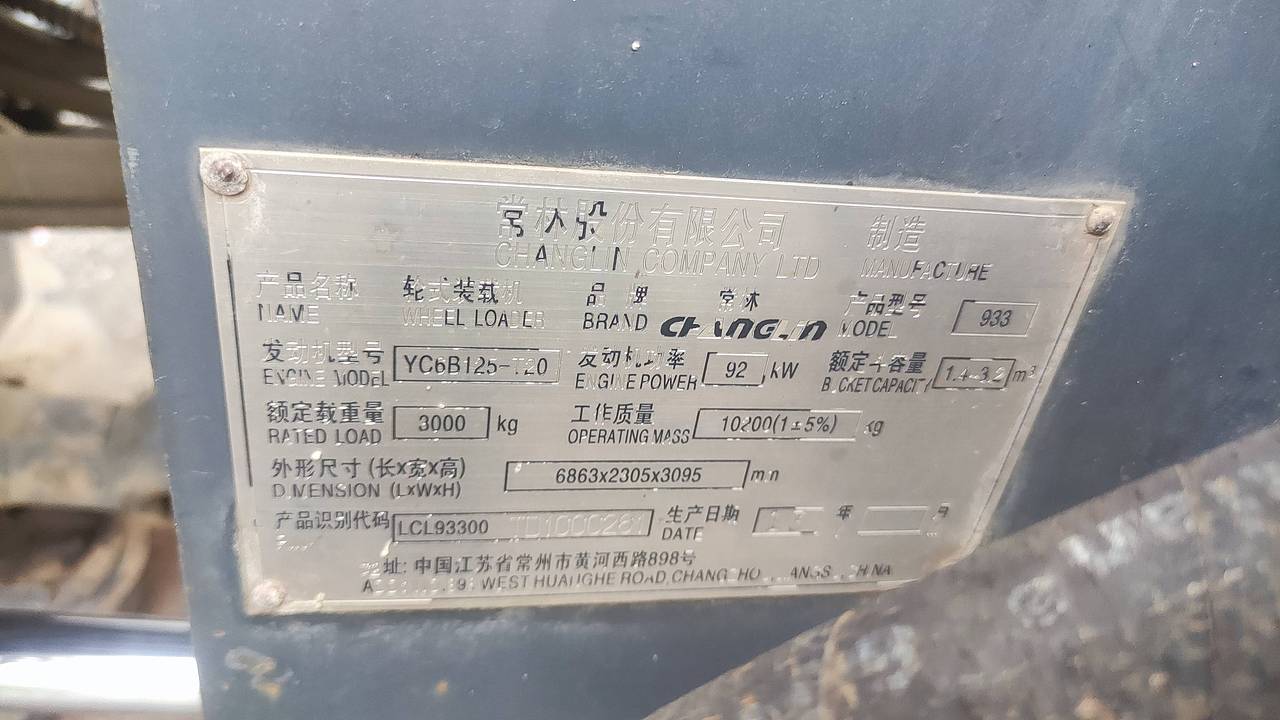 常林股份有限公司 制造
CHANGLIN COMPANY LTD MANUFACTURE
产品名称 轮式装载机 品牌 常林 产品型号 933
NAME WHEEL LOADER BRAND CHANGLIN MODEL
发动机型号 YC6B125-T20 发动机功率 92 kW 额定斗容量 1.4-3.2 m³
ENGINE MODEL ENGINE POWER BUCKET CAPACITY
额定载重量 3000 kg 工作质量 10200(1±5%) kg
RATED LOAD OPERATING MASS
外形尺寸 (长x宽x高) 6863x2305x3095 mm
DIMENSION (LxWxH)
产品识别代码 LCL93300 生产日期 年 月
DATE
地址: 中国江苏省常州市黄河西路898号
WEST HUANGHE ROAD, CHINA